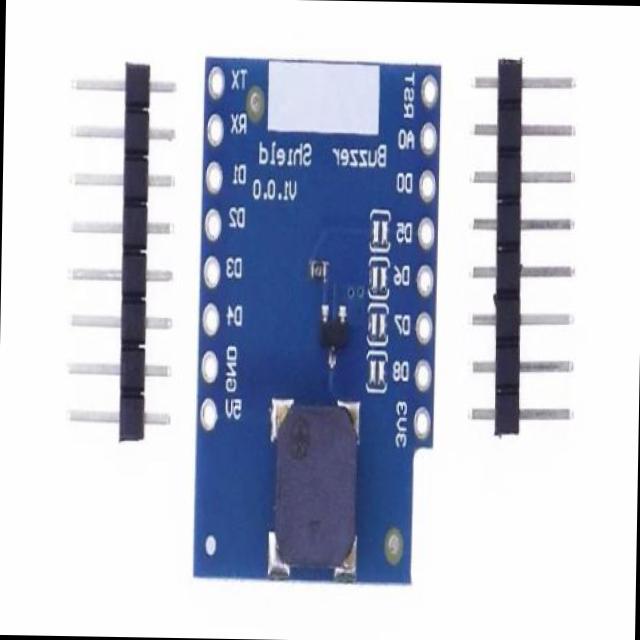 TX
RX
D1
D2
D3
D4
GND
5V
Buzzer Shield
V1.0.0
RST
A0
D0
D5
D6
D7
D8
3V3